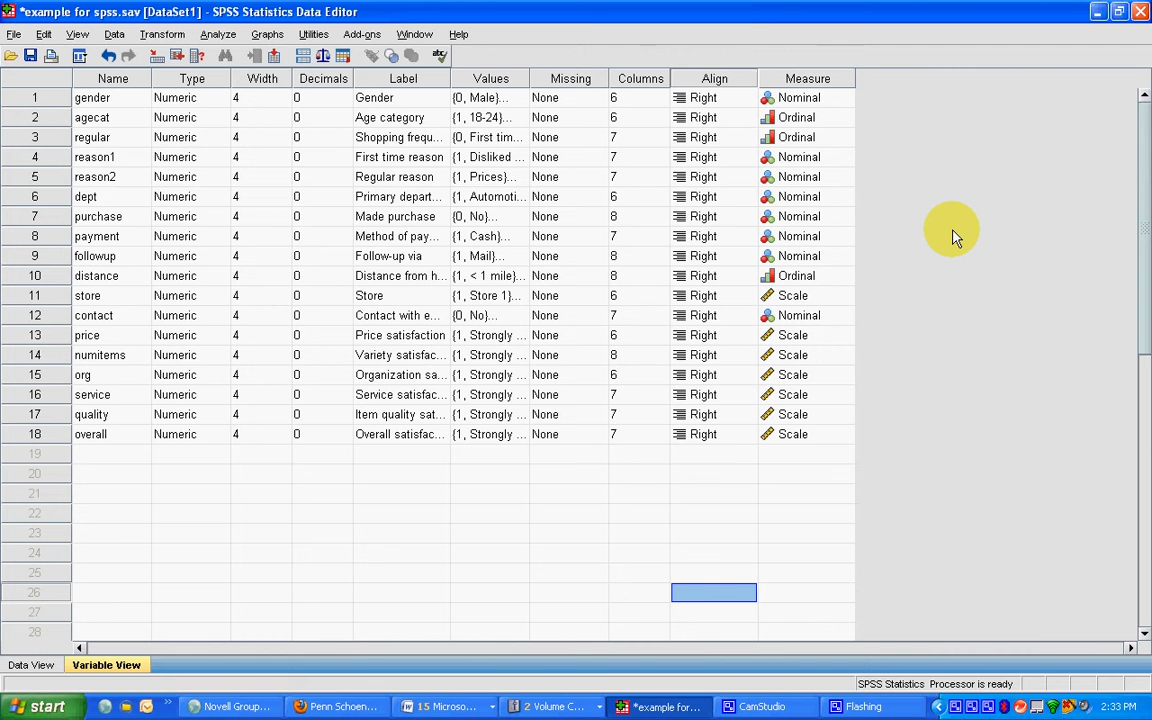 *example for spss.sav [DataSet1] - SPSS Statistics Data Editor
File Edit View Data Transform Analyze Graphs Utilities Add-ons Window Help
Name Type Width Decimals Label Values Missing Columns Align Measure
1 gender Numeric 4 0 Gender {0, Male}... None 6 Right Nominal
2 agecat Numeric 4 0 Age category {1, 18-24}... None 6 Right Ordinal
3 regular Numeric 4 0 Shopping frequ... {0, First tim... None 7 Right Ordinal
4 reason1 Numeric 4 0 First time reason {1, Disliked ... None 7 Right Nominal
5 reason2 Numeric 4 0 Regular reason {1, Prices}... None 7 Right Nominal
6 dept Numeric 4 0 Primary depart... {1, Automoti... None 6 Right Nominal
7 purchase Numeric 4 0 Made purchase {0, No}... None 8 Right Nominal
8 payment Numeric 4 0 Method of pay... {1, Cash}... None 7 Right Nominal
9 followup Numeric 4 0 Follow-up via {1, Mail}... None 8 Right Nominal
10 distance Numeric 4 0 Distance from h... {1, < 1 mile}... None 8 Right Ordinal
11 store Numeric 4 0 Store {1, Store 1}... None 6 Right Scale
12 contact Numeric 4 0 Contact with e... {0, No}... None 7 Right Nominal
13 price Numeric 4 0 Price satisfaction {1, Strongly ... None 6 Right Scale
14 numitems Numeric 4 0 Variety satisfac... {1, Strongly ... None 8 Right Scale
15 org Numeric 4 0 Organization sa... {1, Strongly ... None 6 Right Scale
16 service Numeric 4 0 Service satisfac... {1, Strongly ... None 7 Right Scale
17 quality Numeric 4 0 Item quality sat... {1, Strongly ... None 7 Right Scale
18 overall Numeric 4 0 Overall satisfac... {1, Strongly ... None 7 Right Scale
19
20
21
22
23
24
25
26
27
28
Data View Variable View
SPSS Statistics Processor is ready
start Novell Group... Penn Schoen... 15 Microso... 2 Volume C... *example for... CamStudio Flashing 2:33 PM